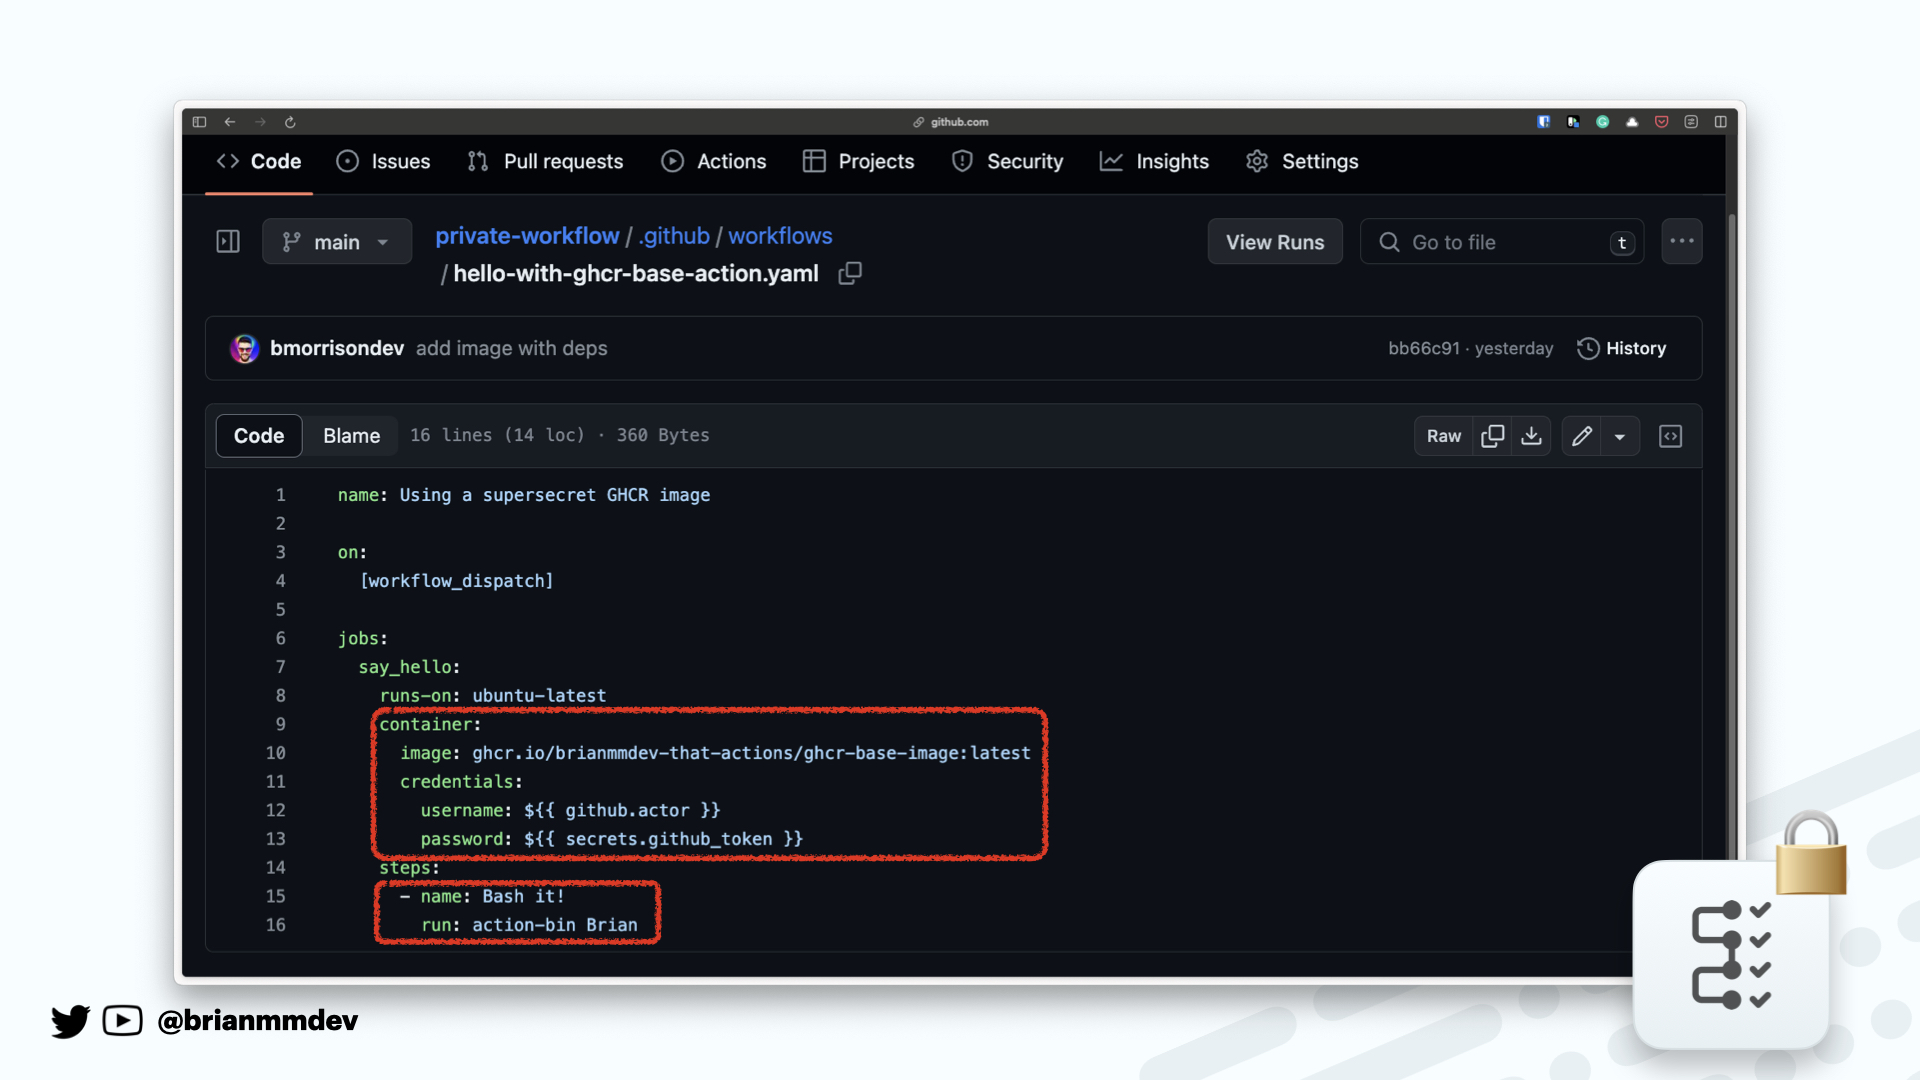 github.com
Code Issues Pull requests Actions Projects Security Insights Settings
main private-workflow / .github / workflows View Runs Go to file t
/ hello-with-ghcr-base-action.yaml
bmorrisondev add image with deps bb66c91 · yesterday History
Code Blame 16 lines (14 loc) · 360 Bytes Raw
1 name: Using a supersecret GHCR image
2
3 on:
4 [workflow_dispatch]
5
6 jobs:
7 say_hello:
8 runs-on: ubuntu-latest
9 container:
10 image: ghcr.io/brianmmdev-that-actions/ghcr-base-image:latest
11 credentials:
12 username: ${{ github.actor }}
13 password: ${{ secrets.github_token }}
14 steps:
15 - name: Bash it!
16 run: action-bin Brian
@brianmmdev